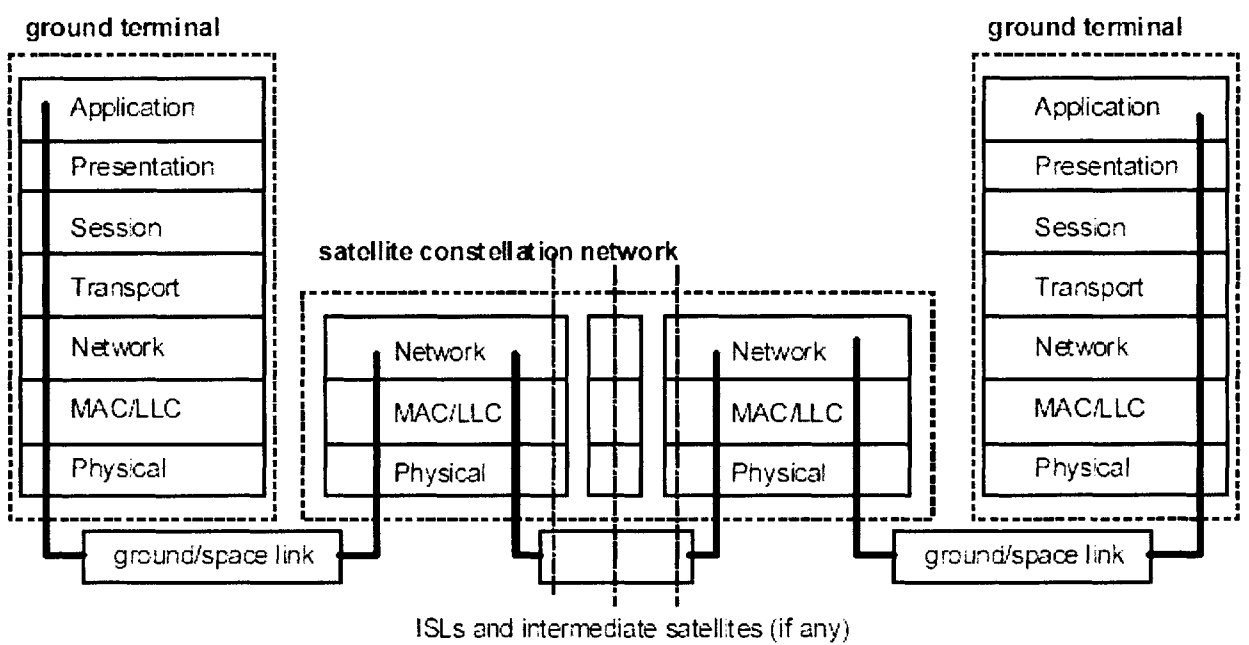 ground terminal
ground terminal
Application
Presentation
Session
Transport
Network
MAC/LLC
Physical
satellite constellation network
Network
MAC/LLC
Physical
Network
MAC/LLC
Physical
Application
Presentation
Session
Transport
Network
MAC/LLC
Physical
ground/space link
ground/space link
ISLs and intermediate satellites (if any)